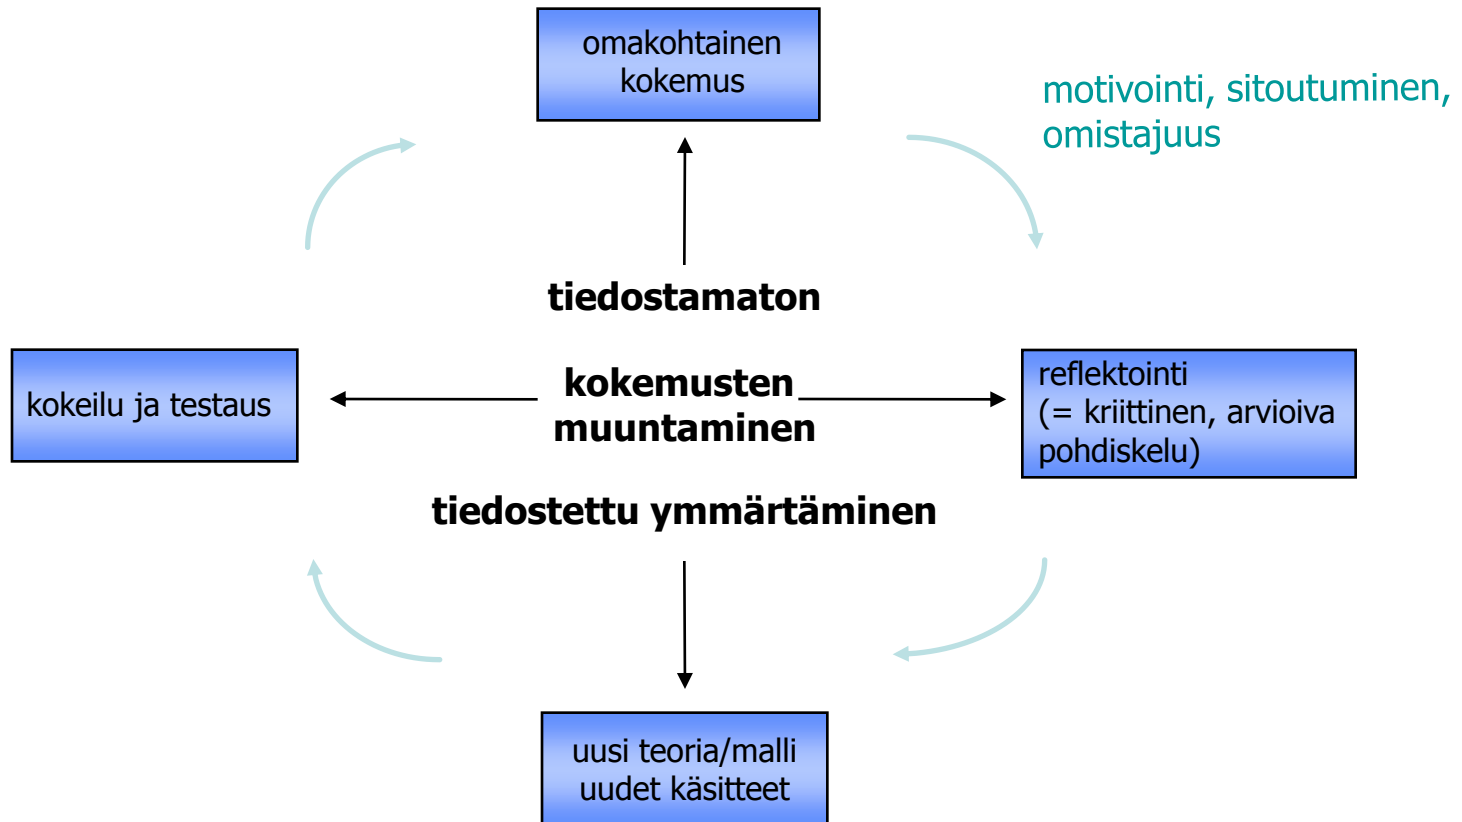 omakohtainen
kokemus
motivointi, sitoutuminen,
omistajuus
tiedostamaton
kokeilu ja testaus
kokemusten
muuntaminen
reflektointi
(= kriittinen, arvioiva
pohdiskelu)
tiedostettu ymmärtäminen
uusi teoria/malli
uudet käsitteet